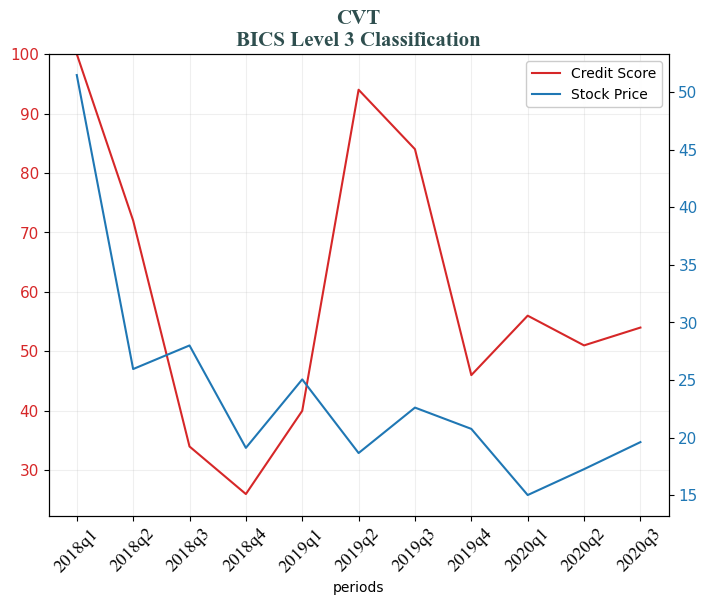 CVT
BICS Level 3 Classification
Credit Score
Stock Price
100
90
80
70
60
50
40
30
50
45
40
35
30
25
20
15
2018q1
2018q2
2018q3
2018q4
2019q1
2019q2
2019q3
2019q4
2020q1
2020q2
2020q3
periods